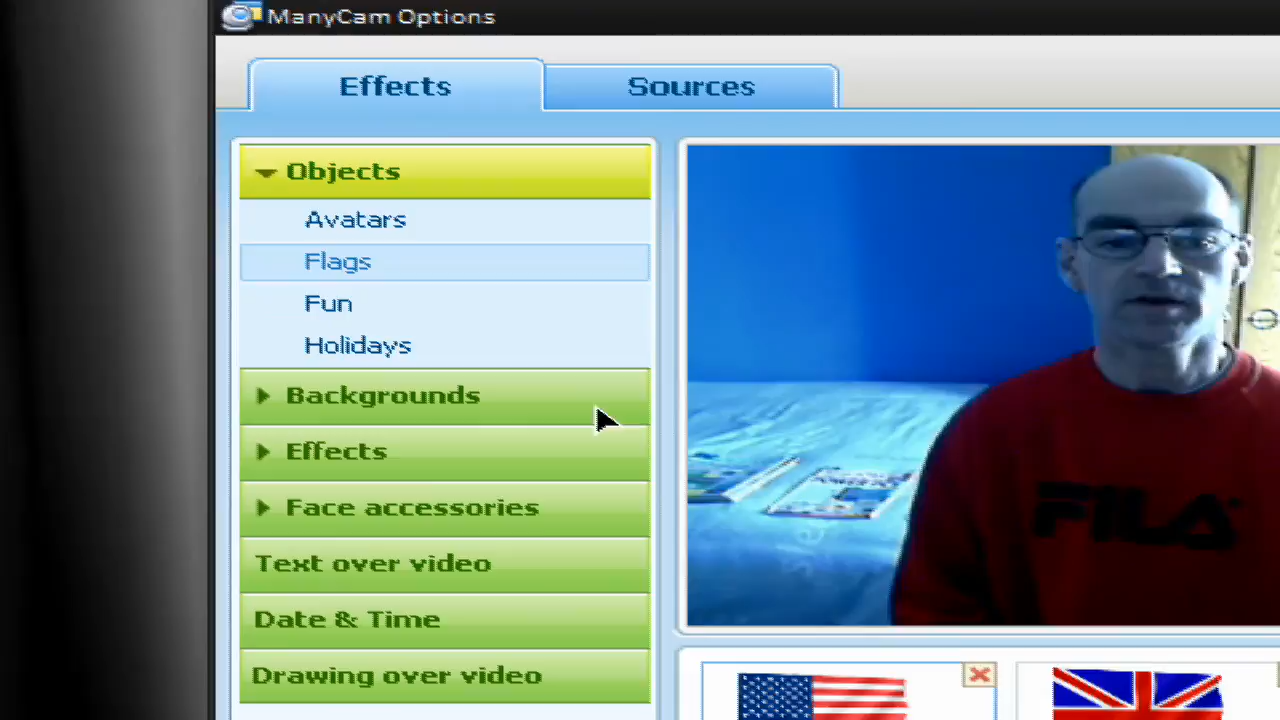 ManyCam Options
Effects
Sources
Objects
Avatars
Flags
Fun
Holidays
Backgrounds
Effects
Face accessories
Text over video
Date & Time
Drawing over video
FILA